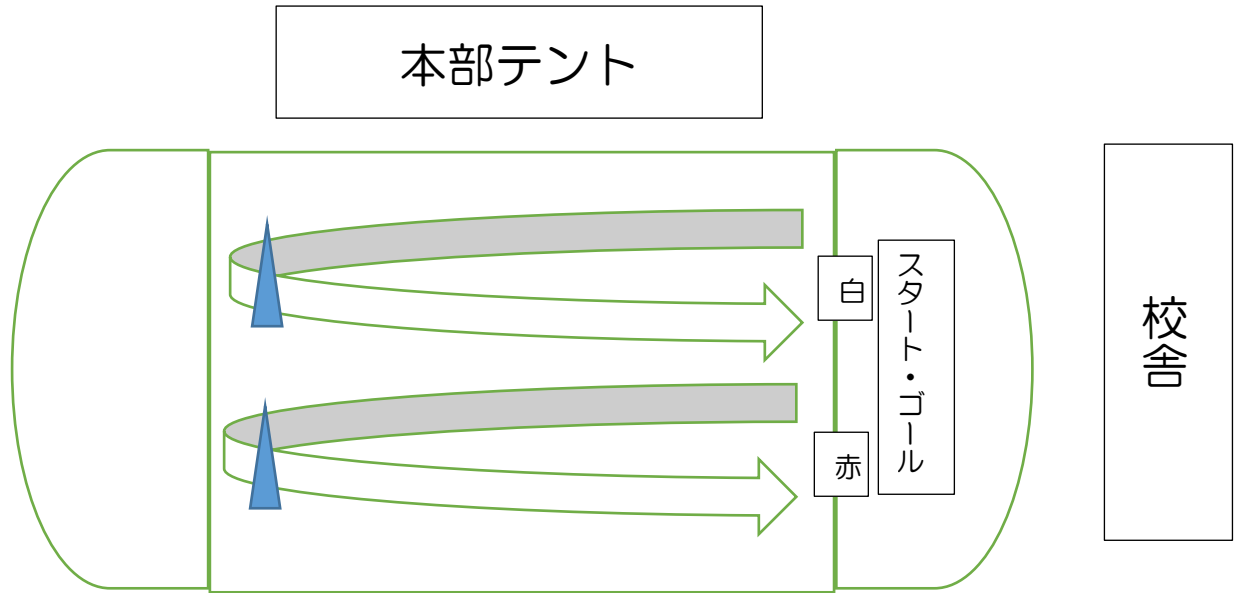 本部テント
白
スタート・ゴール
赤
校舎